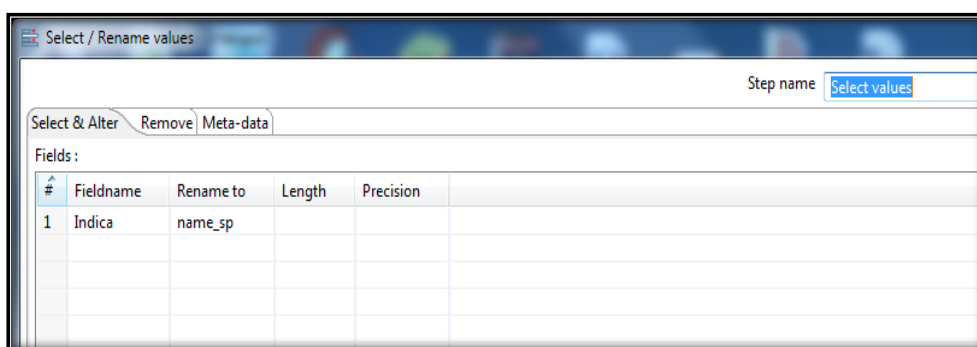 Select / Rename values
Step name Select values
Select & Alter Remove Meta-data
Fields :
# Fieldname Rename to Length Precision
1 Indica name_sp